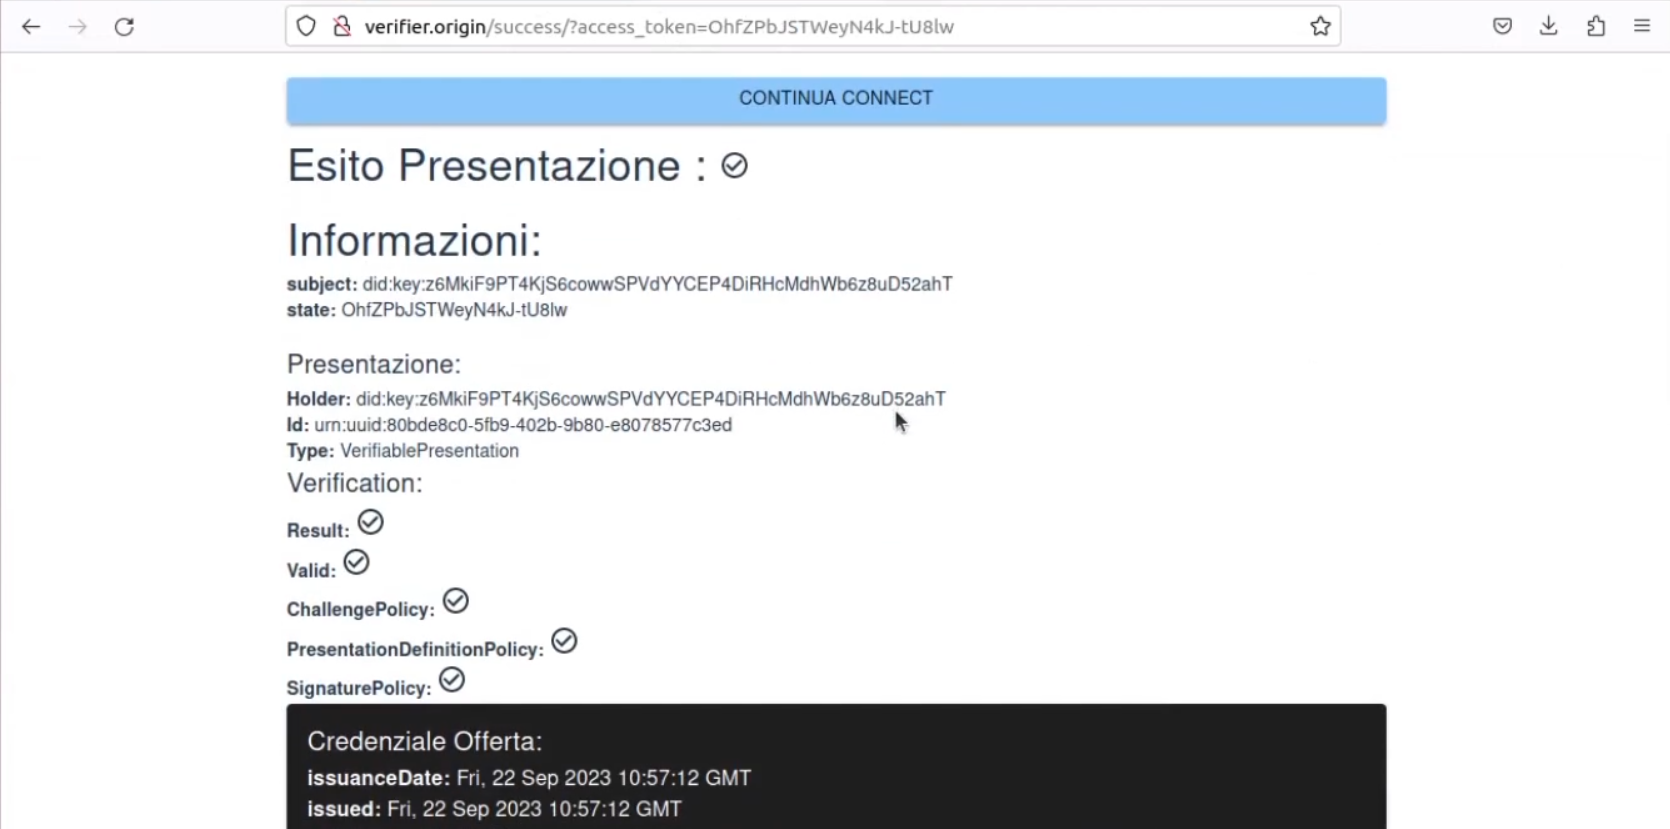 verifier.origin/success/?access_token=OhfZPbJSTWeyN4kJ-tU8lw
CONTINUA CONNECT
Esito Presentazione :
Informazioni:
subject: did:key:z6MkiF9PT4KjS6cowwSPVdYYCEP4DiRHcMdhWb6z8uD52ahT
state: OhfZPbJSTWeyN4kJ-tU8lw
Presentazione:
Holder: did:key:z6MkiF9PT4KjS6cowwSPVdYYCEP4DiRHcMdhWb6z8uD52ahT
Id: urn:uuid:80bde8c0-5fb9-402b-9b80-e8078577c3ed
Type: VerifiablePresentation
Verification:
Result:
Valid:
ChallengePolicy:
PresentationDefinitionPolicy:
SignaturePolicy:
Credenziale Offerta:
issuanceDate: Fri, 22 Sep 2023 10:57:12 GMT
issued: Fri, 22 Sep 2023 10:57:12 GMT